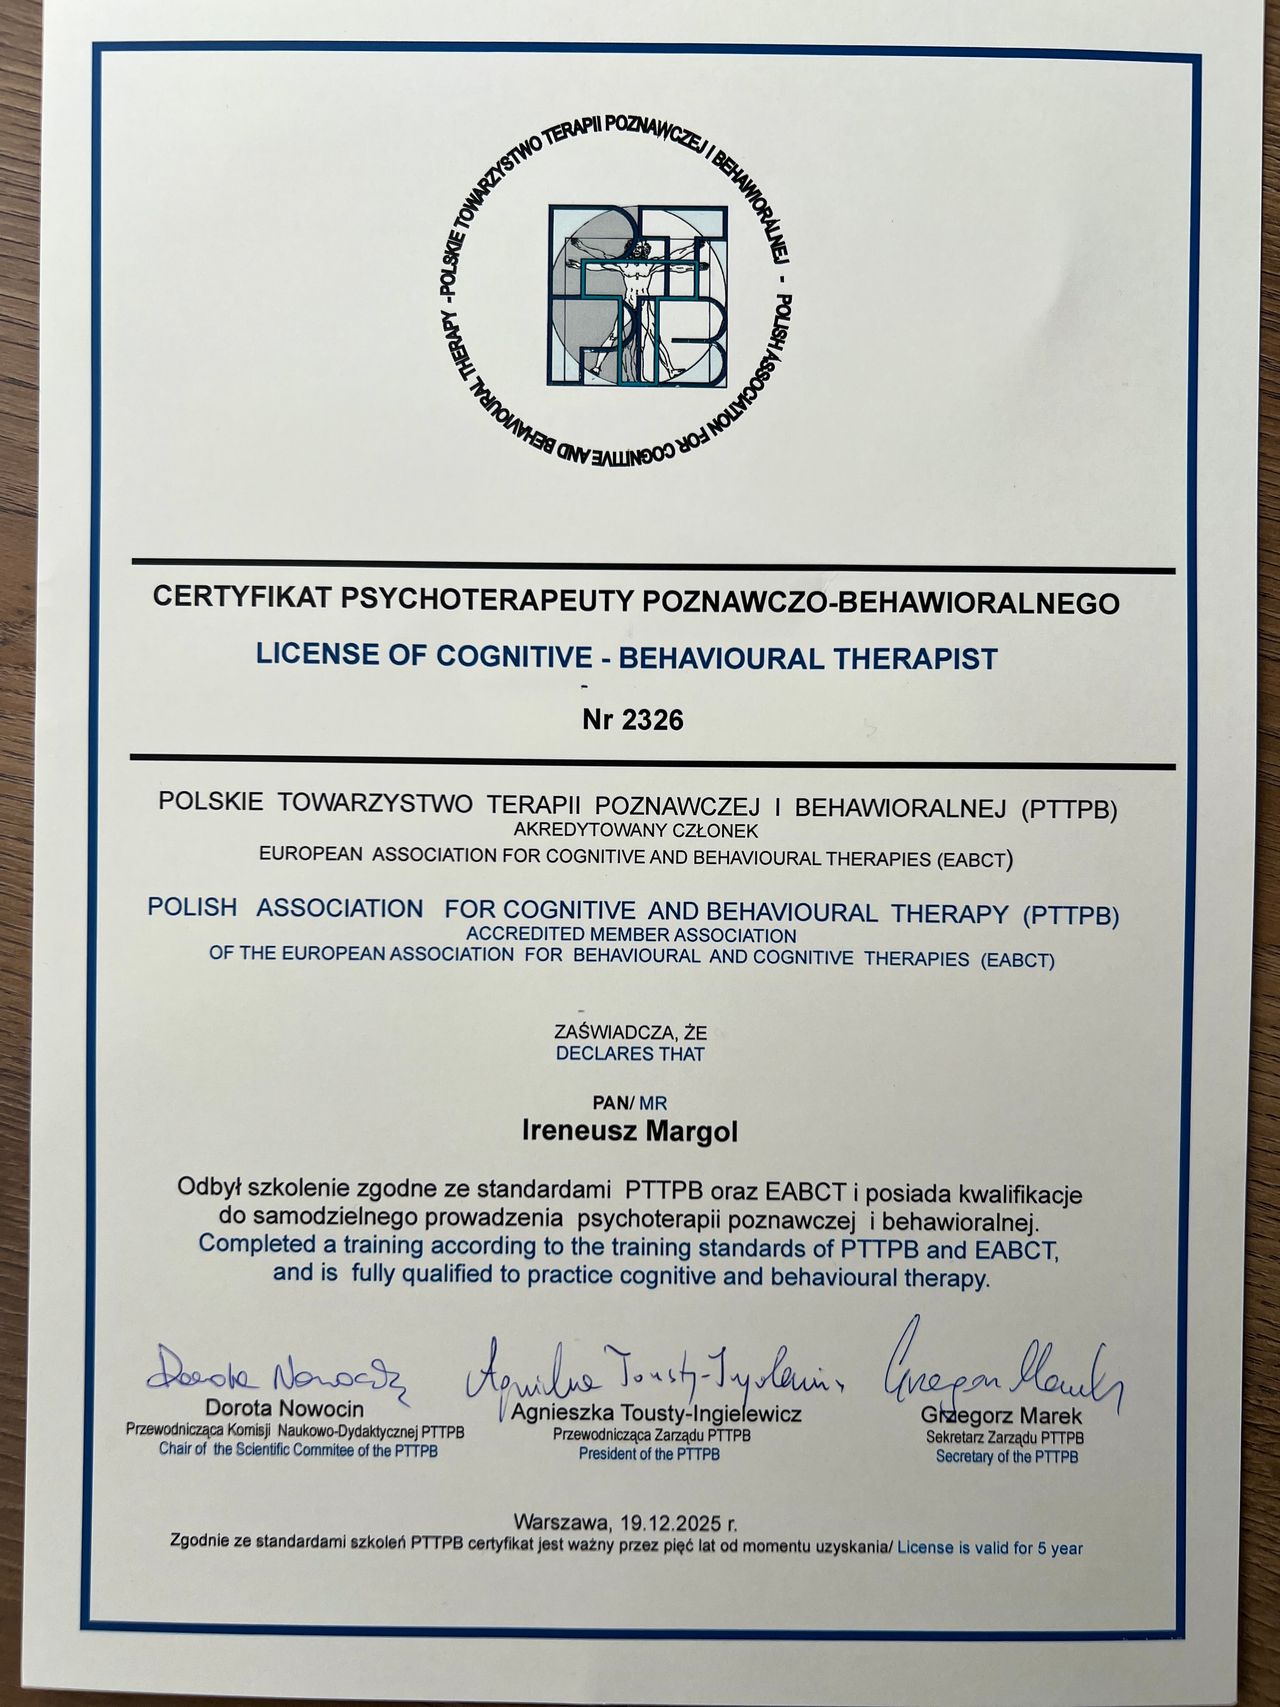 POLSKIE TOWARZYSTWO TERAPII POZNAWCZEJ I BEHAWIORALNEJ - POLISH ASSOCIATION FOR COGNITIVE AND BEHAVIOURAL THERAPY -
PTTPB
CERTYFIKAT PSYCHOTERAPEUTY POZNAWCZO-BEHAWIORALNEGO
LICENSE OF COGNITIVE - BEHAVIOURAL THERAPIST
Nr 2326
POLSKIE TOWARZYSTWO TERAPII POZNAWCZEJ I BEHAWIORALNEJ (PTTPB)
AKREDYTOWANY CZŁONEK
EUROPEAN ASSOCIATION FOR COGNITIVE AND BEHAVIOURAL THERAPIES (EABCT)
POLISH ASSOCIATION FOR COGNITIVE AND BEHAVIOURAL THERAPY (PTTPB)
ACCREDITED MEMBER ASSOCIATION
OF THE EUROPEAN ASSOCIATION FOR BEHAVIOURAL AND COGNITIVE THERAPIES (EABCT)
ZAŚWIADCZA, ŻE
DECLARES THAT
PAN/ MR
Ireneusz Margol
Odbył szkolenie zgodne ze standardami PTTPB oraz EABCT i posiada kwalifikacje
do samodzielnego prowadzenia psychoterapii poznawczej i behawioralnej.
Completed a training according to the training standards of PTTPB and EABCT,
and is fully qualified to practice cognitive and behavioural therapy.
Dorota Nowocin
Agnieszka Tousty-Ingielewicz
Grzegorz Marek
Dorota Nowocin
Przewodnicząca Komisji Naukowo-Dydaktycznej PTTPB
Chair of the Scientific Commitee of the PTTPB
Agnieszka Tousty-Ingielewicz
Przewodnicząca Zarządu PTTPB
President of the PTTPB
Grzegorz Marek
Sekretarz Zarządu PTTPB
Secretary of the PTTPB
Warszawa, 19.12.2025 r.
Zgodnie ze standardami szkoleń PTTPB certyfikat jest ważny przez pięć lat od momentu uzyskania/ License is valid for 5 year